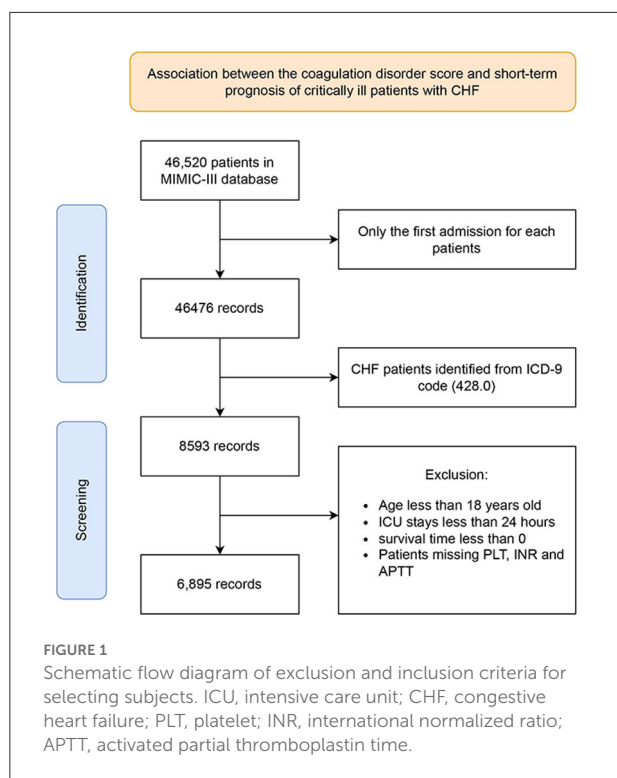 Association between the coagulation disorder score and short-term
prognosis of critically ill patients with CHF
46,520 patients in
MIMIC-III database
Only the first admission for each
patients
Identification
46476 records
CHF patients identified from ICD-9
code (428.0)
8593 records
Screening
Exclusion:
• Age less than 18 years old
• ICU stays less than 24 hours
• survival time less than 0
• Patients missing PLT, INR and
APTT
6,895 records
FIGURE 1
Schematic flow diagram of exclusion and inclusion criteria for
selecting subjects. ICU, intensive care unit; CHF, congestive
heart failure; PLT, platelet; INR, international normalized ratio;
APTT, activated partial thromboplastin time.